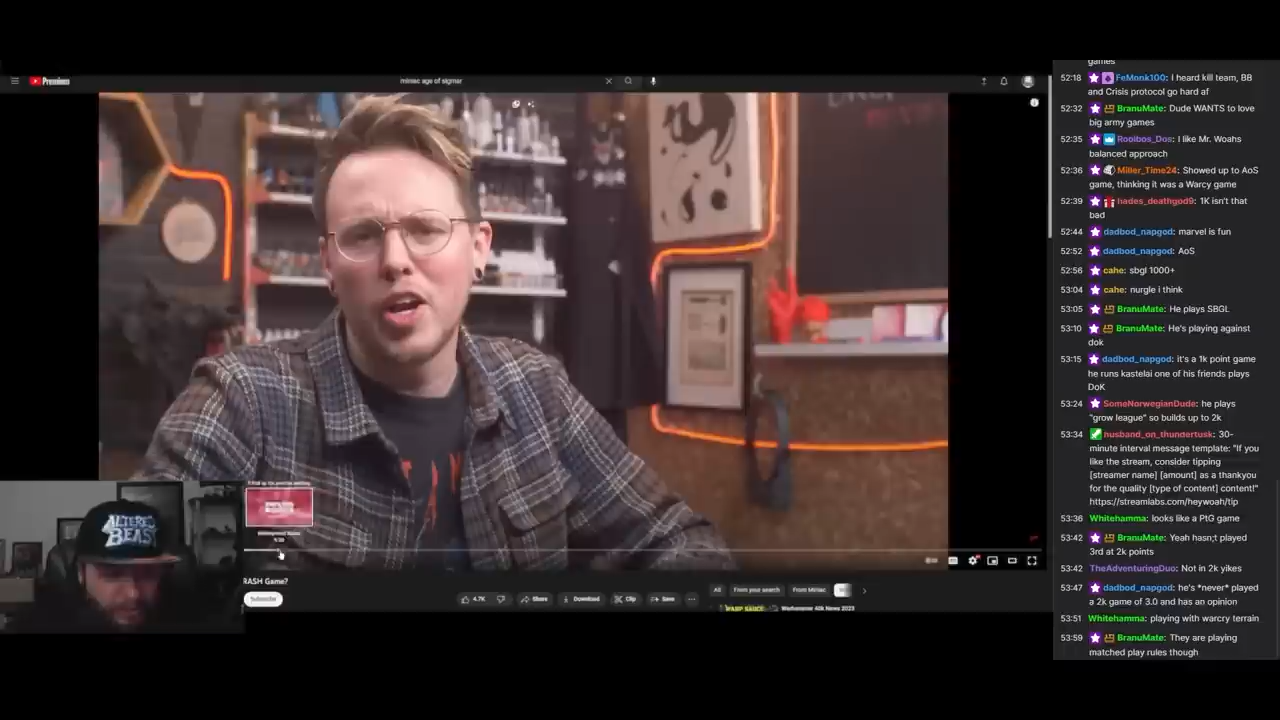 Premium
miniac age of sigmar
ALTERED
BEAST
RASH Game?
Subscribe
4.7K
Share
Download
Clip
Save
All
From your search
From Miniac
Warhammer 40k News 2023
games
52:18 FeMonk100: I heard kill team, BB
and Crisis protocol go hard af
52:32 BranuMate: Dude WANTS to love
big army games
52:35 Rooibos_Dos: I like Mr. Woahs
balanced approach
52:36 Miller_Time24: Showed up to AoS
game, thinking it was a Warcy game
52:39 hades_deathgod9: 1K isn't that
bad
52:44 dadbod_napgod: marvel is fun
52:52 dadbod_napgod: AoS
52:56 cahe: sbgl 1000+
53:04 cahe: nurgle i think
53:05 BranuMate: He plays SBGL
53:10 BranuMate: He's playing against
dok
53:15 dadbod_napgod: it's a 1k point game
he runs kastelai one of his friends plays
DoK
53:24 SomeNorwegianDude: he plays
"grow league" so builds up to 2k
53:34 husband_on_thundertusk: 30-
minute interval message template: "If you
like the stream, consider tipping
[streamer name] [amount] as a thankyou
for the quality [type of content] content!"
https://streamlabs.com/heywoah/tip
53:36 Whitehamma: looks like a PtG game
53:42 BranuMate: Yeah hasn;t played
3rd at 2k points
53:42 TheAdventuringDuo: Not in 2k yikes
53:47 dadbod_napgod: he's *never* played
a 2k game of 3.0 and has an opinion
53:51 Whitehamma: playing with warcry terrain
53:59 BranuMate: They are playing
matched play rules though